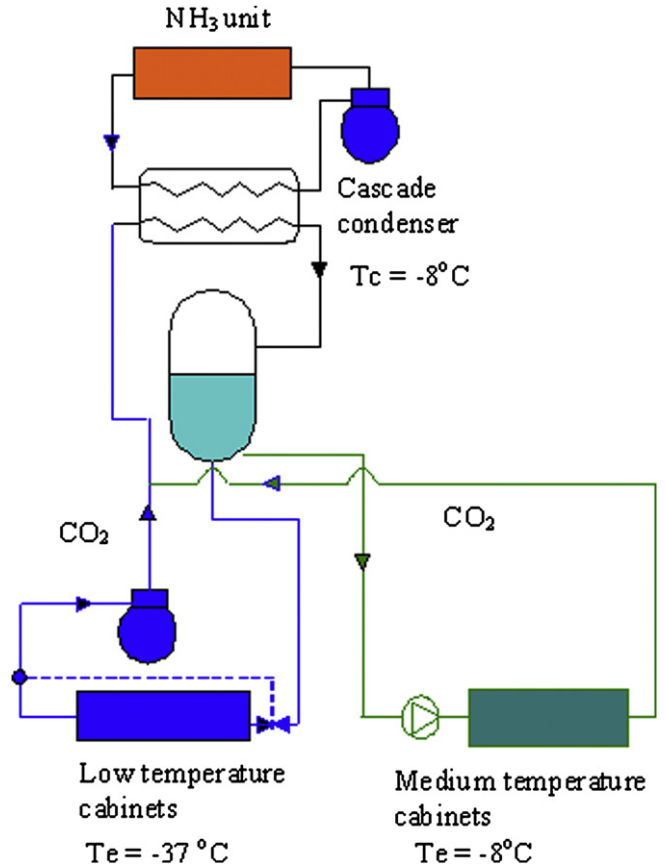 NH₃ unit
Cascade
condenser
Tc = -8°C
CO₂
CO₂
Low temperature
cabinets
Te = -37 °C
Medium temperature
cabinets
Te = -8°C